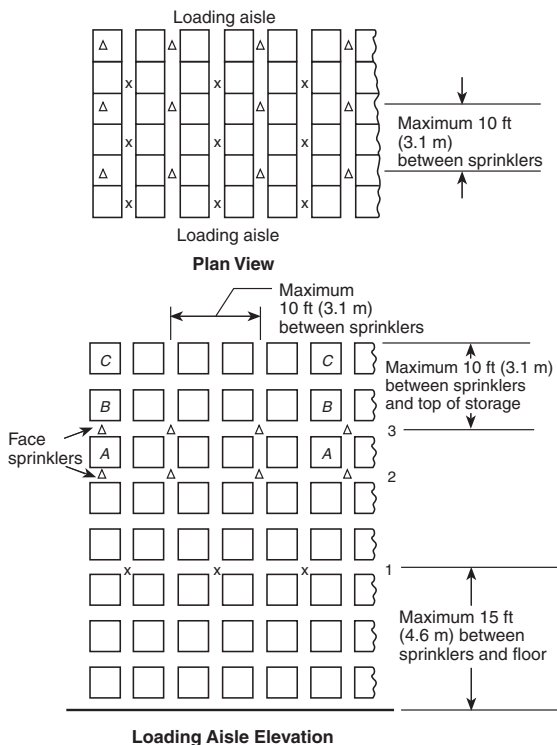 Loading aisle
Δ Δ Δ Δ
x x x
Δ Δ Δ Δ
x x x
Δ Δ Δ Δ
x x x
Maximum 10 ft
(3.1 m)
between sprinklers
Loading aisle
Plan View
Maximum
10 ft (3.1 m)
between sprinklers
C C
B B
Maximum 10 ft (3.1 m)
between sprinklers
and top of storage
Face
sprinklers
Δ Δ Δ Δ 3
A A
Δ Δ Δ Δ 2
x x x 1
Maximum 15 ft
(4.6 m) between
sprinklers and floor
Loading Aisle Elevation